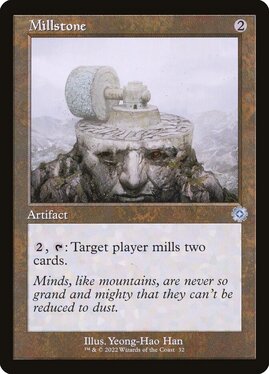 Millstone 2
Artifact
2, T: Target player mills two
cards.
Minds, like mountains, are never so
grand and mighty that they can't be
reduced to dust.
Illus. Yeong-Hao Han
™ & © 2022 Wizards of the Coast 32